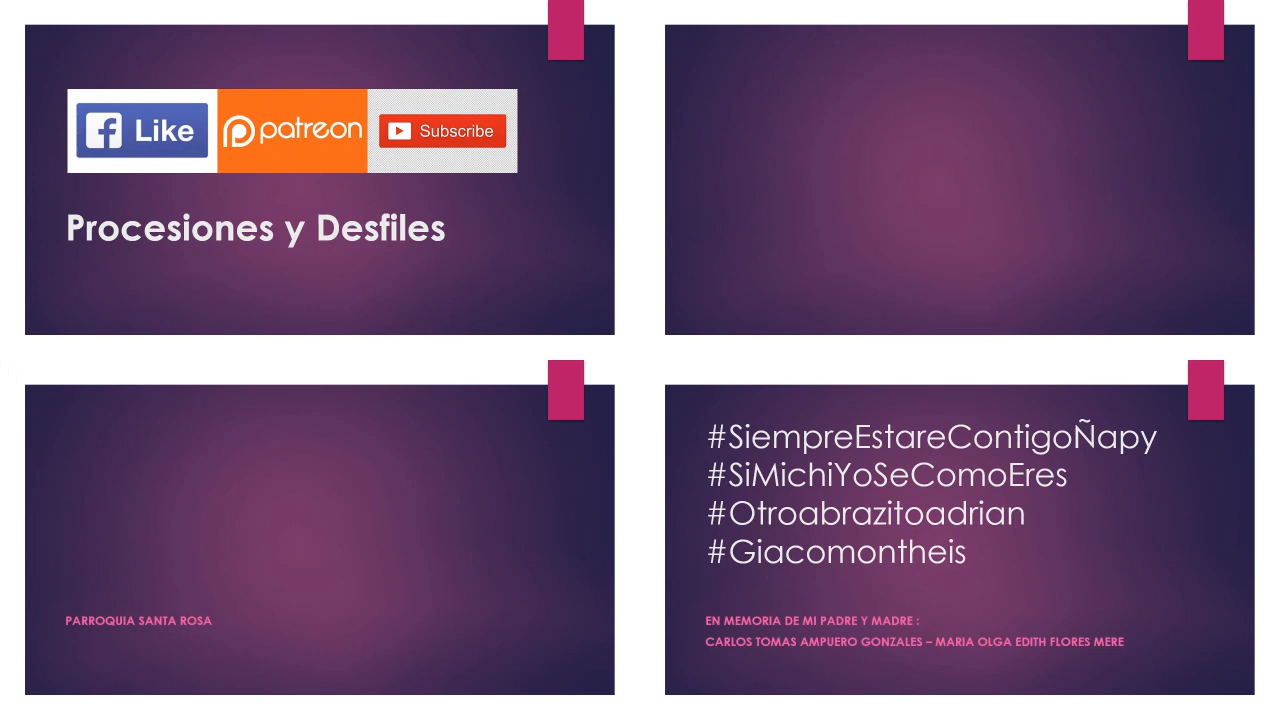 Like
patreon
Subscribe
Procesiones y Desfiles
PARROQUIA SANTA ROSA
#SiempreEstareContigoÑapy
#SiMichiYoSeComoEres
#Otroabrazitoadrian
#Giacomontheis
EN MEMORIA DE MI PADRE Y MADRE :
CARLOS TOMAS AMPUERO GONZALES – MARIA OLGA EDITH FLORES MERE